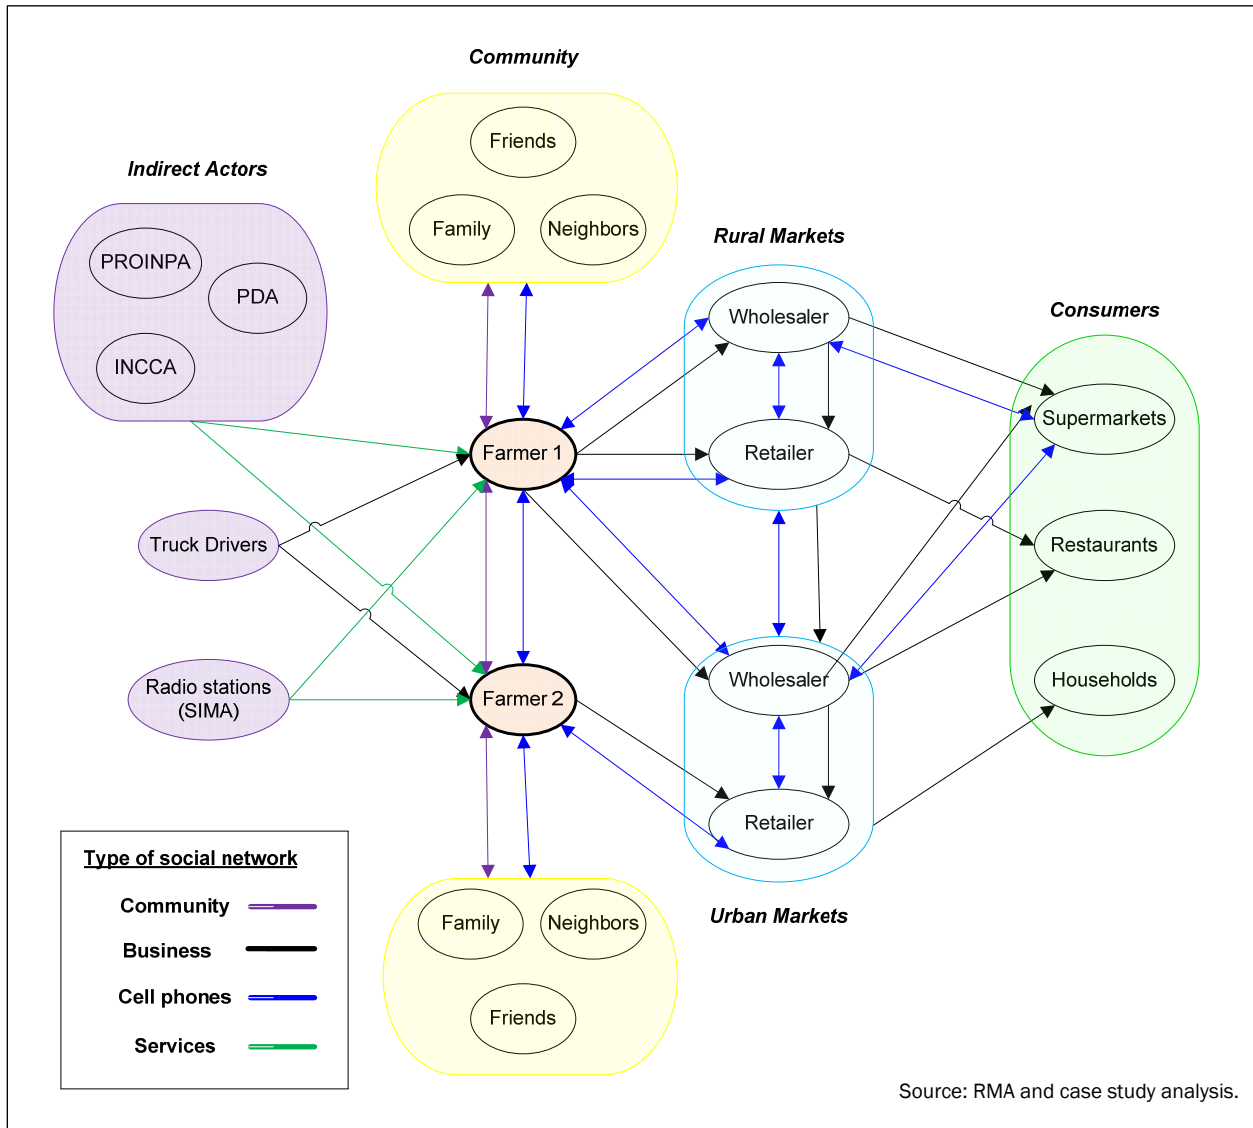 Community
Friends
Family
Neighbors
Indirect Actors
PROINPA
PDA
INCCA
Rural Markets
Wholesaler
Retailer
Consumers
Supermarkets
Restaurants
Households
Farmer 1
Truck Drivers
Radio stations
(SIMA)
Farmer 2
Wholesaler
Retailer
Urban Markets
Family
Neighbors
Friends
Type of social network
Community
Business
Cell phones
Services
Source: RMA and case study analysis.